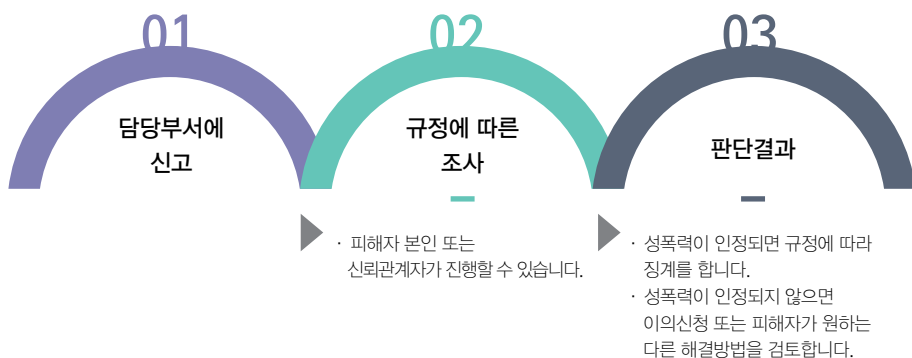 01
담당부서에
신고
02
규정에 따른
조사
· 피해자 본인 또는
신뢰관계자가 진행할 수 있습니다.
03
판단결과
· 성폭력이 인정되면 규정에 따라
징계를 합니다.
· 성폭력이 인정되지 않으면
이의신청 또는 피해자가 원하는
다른 해결방법을 검토합니다.